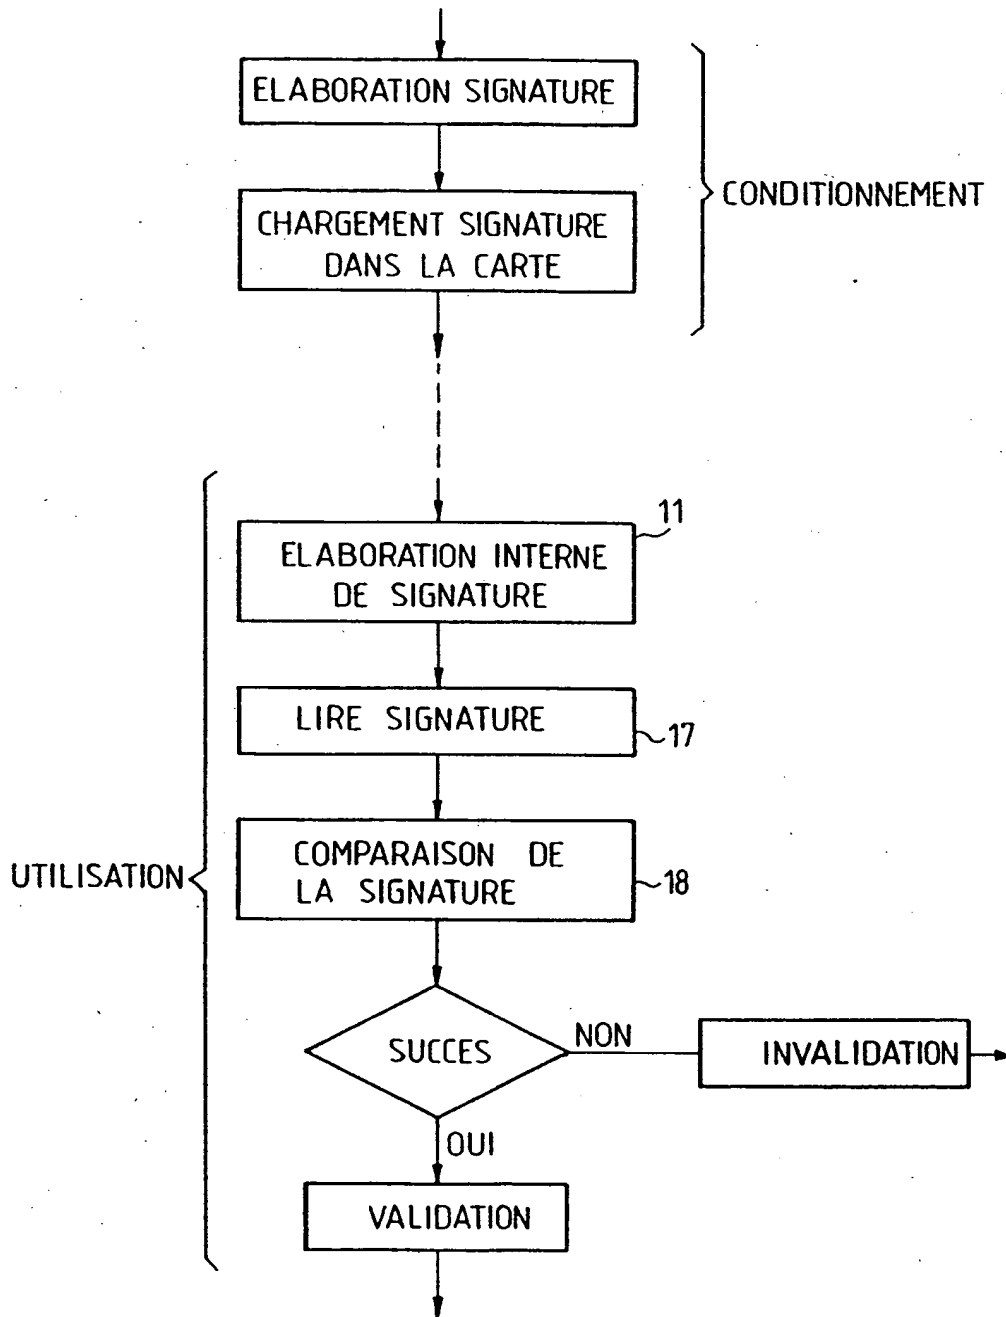 ELABORATION SIGNATURE
CHARGEMENT SIGNATURE
DANS LA CARTE
CONDITIONNEMENT
11
ELABORATION INTERNE
DE SIGNATURE
LIRE SIGNATURE
17
COMPARAISON DE
LA SIGNATURE
18
UTILISATION
SUCCES
NON
INVALIDATION
OUI
VALIDATION